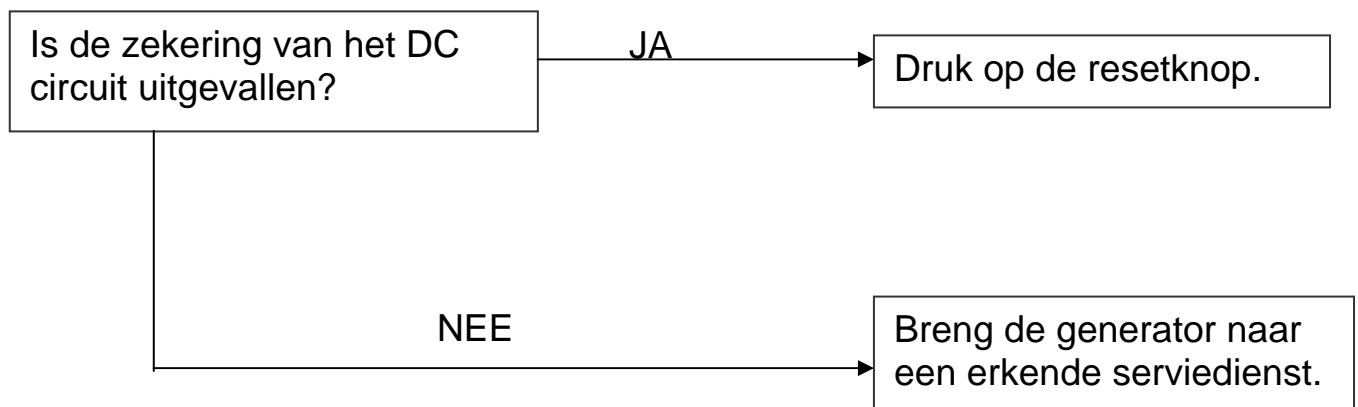 Is de zekering van het DC
circuit uitgevallen?
JA
Druk op de resetknop.
NEE
Breng de generator naar
een erkende serviedienst.